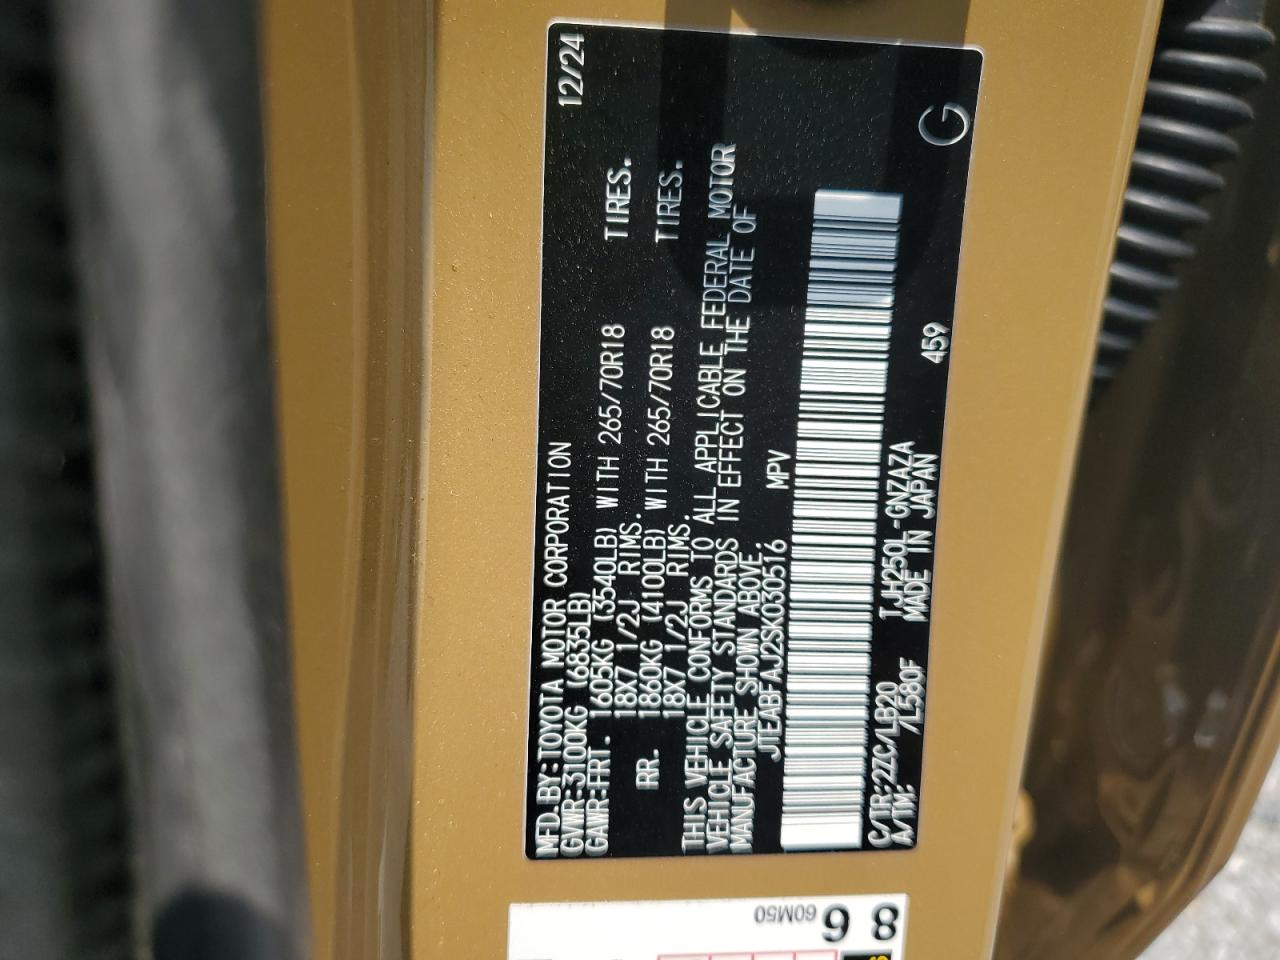 MFD. BY: TOYOTA MOTOR CORPORATION 12/24
GVWR: 3100KG (6835LB)
GAWR: FRT. 1605KG (3540LB) WITH 265/70R18 TIRES.
18X7 1/2J RIMS.
RR. 1860KG (4100LB) WITH 265/70R18 TIRES.
18X7 1/2J RIMS.
THIS VEHICLE CONFORMS TO ALL APPLICABLE FEDERAL MOTOR
VEHICLE SAFETY STANDARDS IN EFFECT ON THE DATE OF
MANUFACTURE SHOWN ABOVE.
JTEABFAJ2SK030516 MPV
C/TR: 2ZC/LB20 TJH250L-GNZAZA 459 G
A/TM: /L580F MADE IN JAPAN
86
60M50